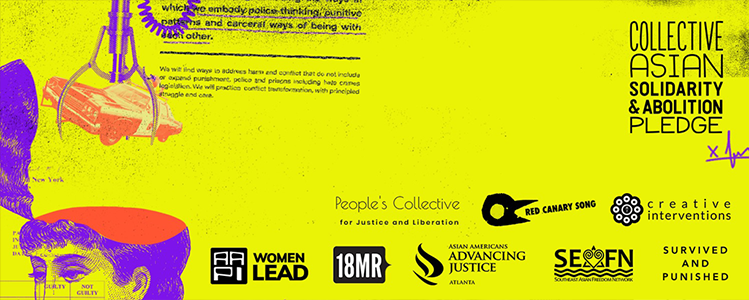 which we embody police thinking, punitive
patterns and carceral ways of being with
each other.
We will find ways to address harm and conflict that do not include
or expand punishment, police and prisons including hate crimes
legislation. We will practice conflict transformation, with principled
struggle and care.
COLLECTIVE
ASIAN
SOLIDARITY
& ABOLITION
PLEDGE
X
New York
GUILTY
NOT
GUILTY
People's Collective
for Justice and Liberation
RED CANARY SONG
creative
interventions
AAPI
WOMEN
LEAD
18MR
ASIAN AMERICANS
ADVANCING
JUSTICE
ATLANTA
SEAFN
SOUTHEAST ASIAN FREEDOM NETWORK
SURVIVED
AND
PUNISHED